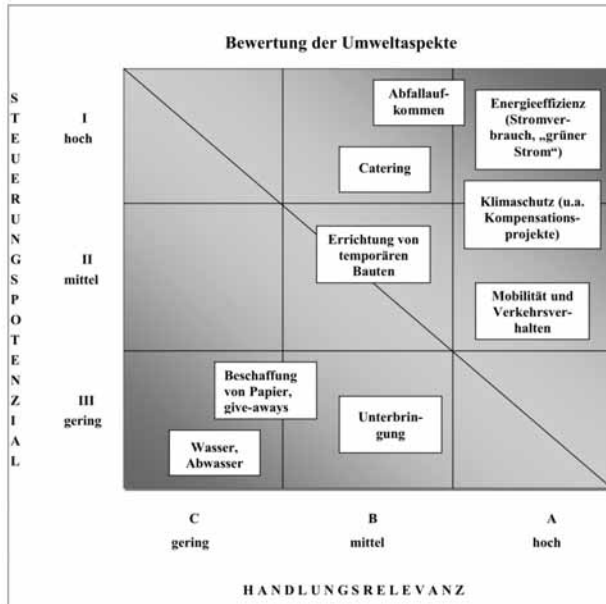 Bewertung der Umweltaspekte
STEUERUNGSPOTENZIAL
I
hoch
II
mittel
III
gering
Abfallauf-
kommen
Energieeffizienz
(Stromver-
brauch, „grüner
Strom“)
Catering
Klimaschutz (u.a.
Kompensations-
projekte)
Errichtung von
temporären
Bauten
Mobilität und
Verkehrsver-
halten
Beschaffung
von Papier,
give-aways
Unterbrin-
gung
Wasser,
Abwasser
C
gering
B
mittel
A
hoch
HANDLUNGSRELEVANZ